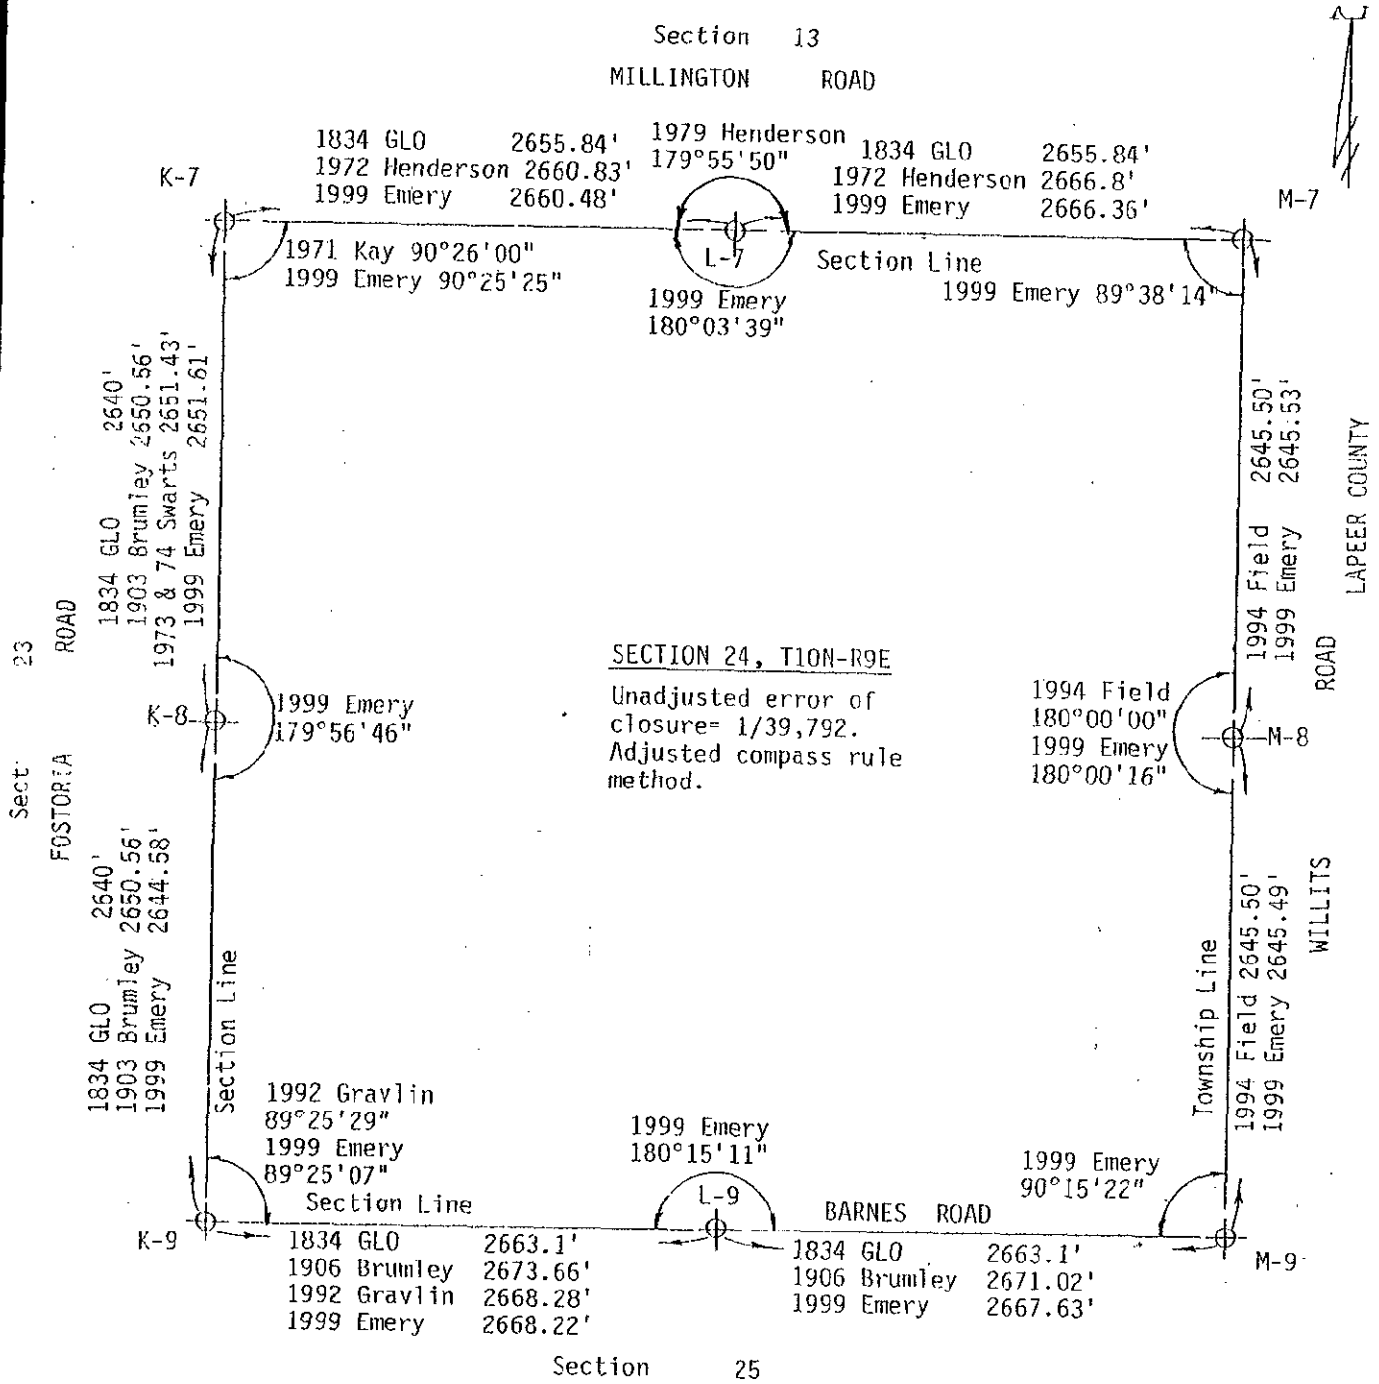 Section 13
MILLINGTON ROAD
1834 GLO 2655.84'
1972 Henderson 2660.83'
1999 Emery 2660.48'
1979 Henderson
179°55'50"
1834 GLO 2655.84'
1972 Henderson 2666.8'
1999 Emery 2666.36'
K-7
M-7
L-7
1971 Kay 90°26'00"
1999 Emery 90°25'25"
Section Line
1999 Emery 89°38'14"
1999 Emery
180°03'39"
1834 GLO 2640'
1903 Brumley 2650.56'
1973 & 74 Swarts 2651.43'
1999 Emery 2651.61'
1994 Field 2645.50'
1999 Emery 2645.53'
LAPEER COUNTY
Sect 23
FOSTORIA ROAD
K-8
1999 Emery
179°56'46"
SECTION 24, T10N-R9E
Unadjusted error of
closure= 1/39,792.
Adjusted compass rule
method.
1994 Field
180°00'00"
1999 Emery
180°00'16"
M-8
WILLITS ROAD
1834 GLO 2640'
1903 Brumley 2650.56'
1999 Emery 2644.58'
Section Line
Township Line
1994 Field 2645.50'
1999 Emery 2645.49'
1992 Gravlin
89°25'29"
1999 Emery
89°25'07"
Section Line
1999 Emery
180°15'11"
L-9
1999 Emery
90°15'22"
BARNES ROAD
K-9
M-9
1834 GLO 2663.1'
1906 Brumley 2673.66'
1992 Gravlin 2668.28'
1999 Emery 2668.22'
1834 GLO 2663.1'
1906 Brumley 2671.02'
1999 Emery 2667.63'
Section 25